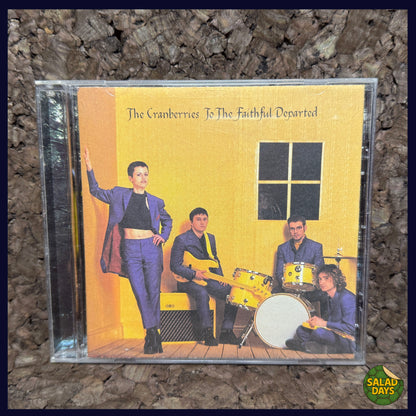 The Cranberries To The Faithful Departed
SALAD
DAYS